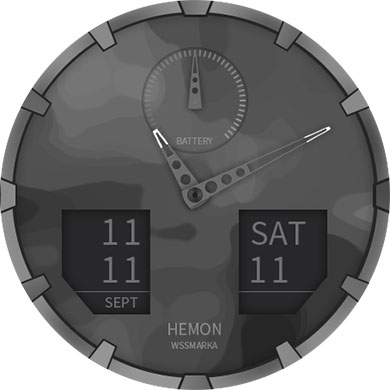 BATTERY
11
11
SEPT
SAT
11
HEMON
WSSMARKA